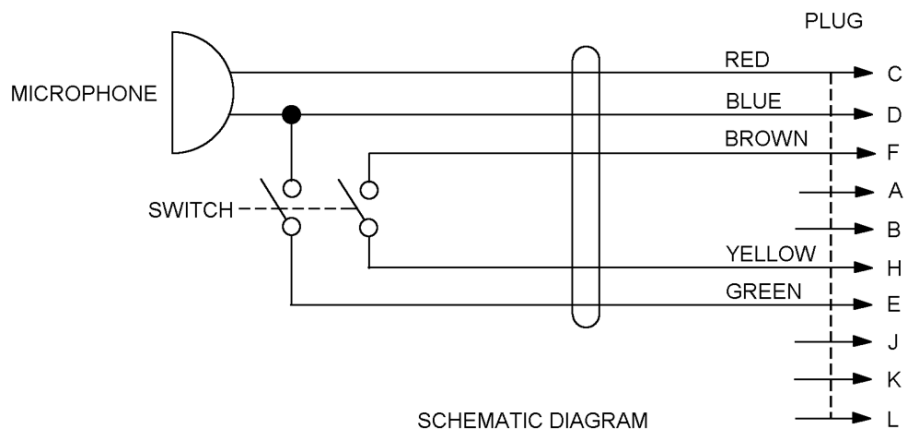 PLUG
RED
C
MICROPHONE
BLUE
D
BROWN
F
A
SWITCH
B
YELLOW
H
GREEN
E
J
K
SCHEMATIC DIAGRAM
L